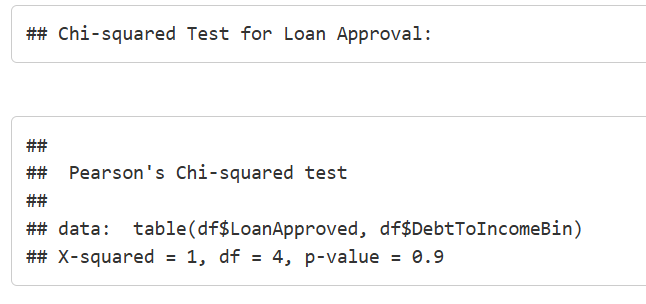 ## Chi-squared Test for Loan Approval:
##
##  Pearson's Chi-squared test
##
## data:  table(df$LoanApproved, df$DebtToIncomeBin)
## X-squared = 1, df = 4, p-value = 0.9